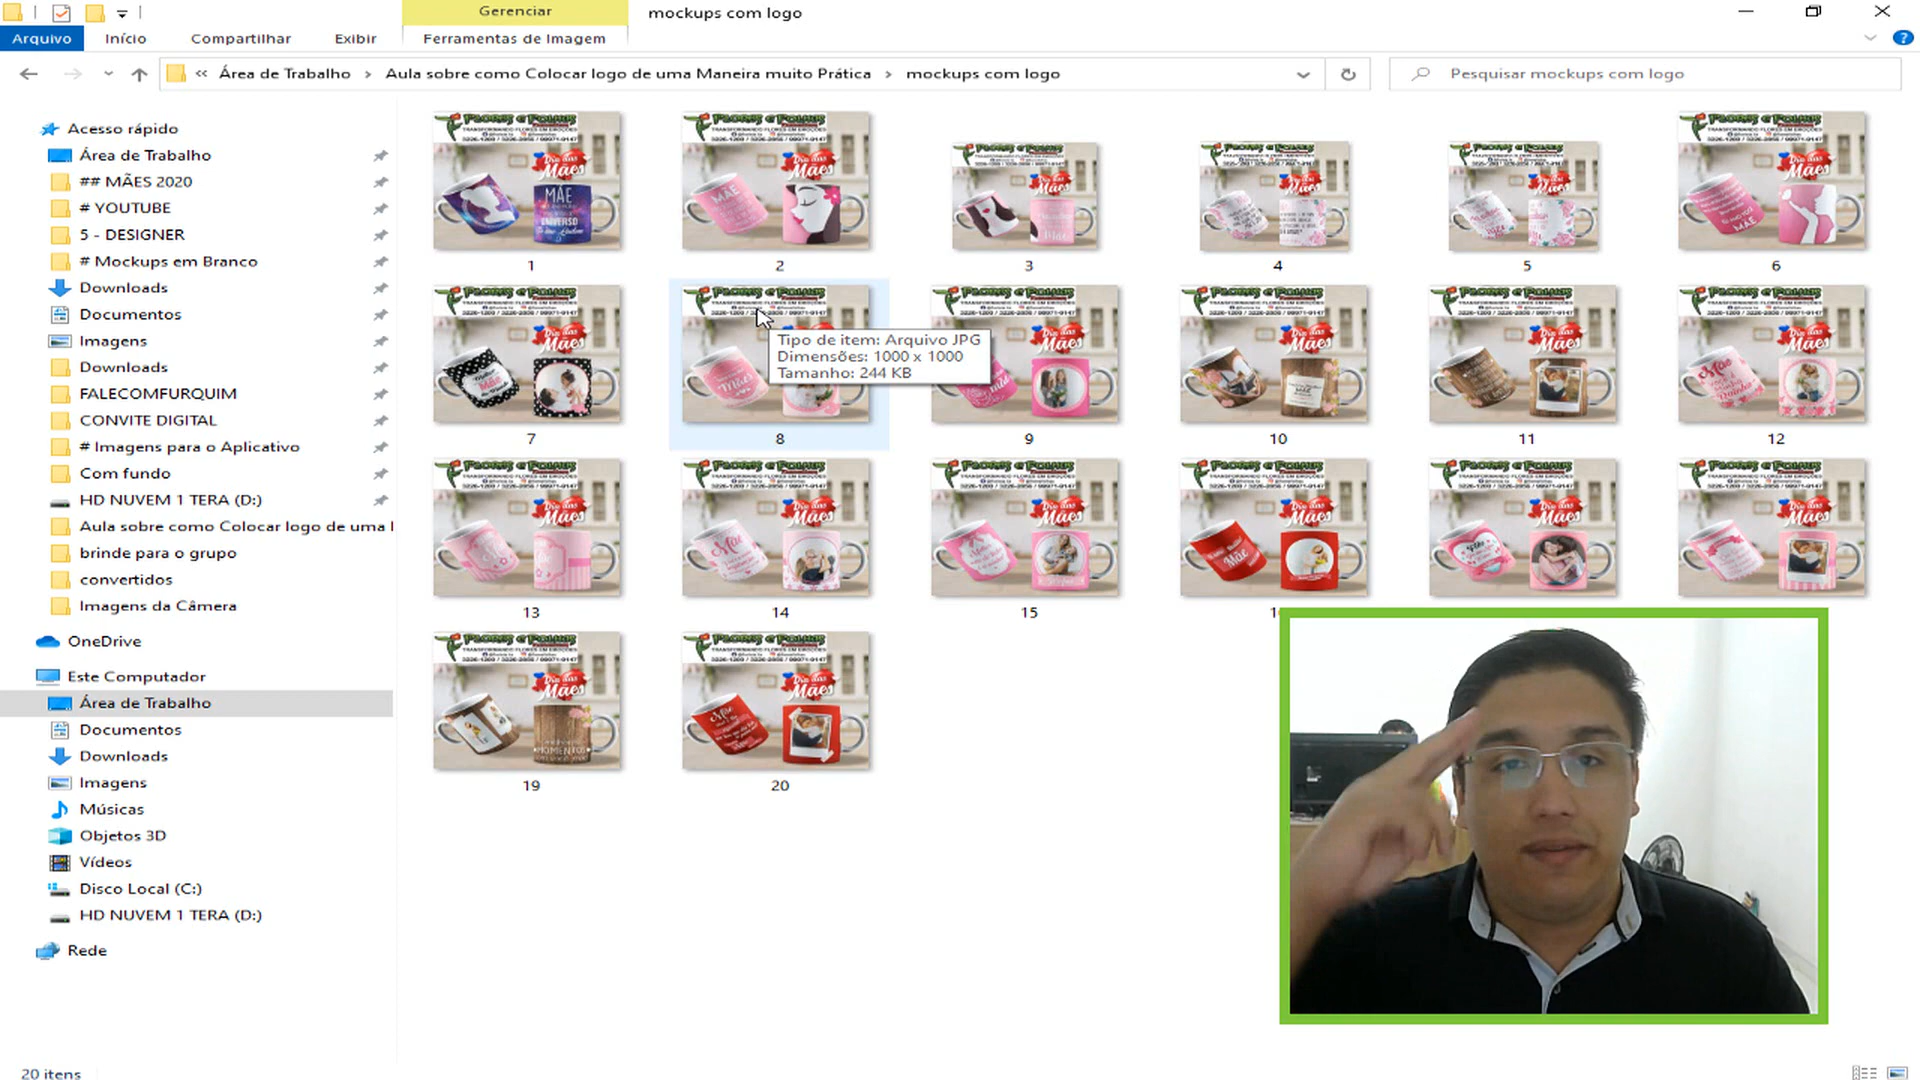 Gerenciar
mockups com logo
Arquivo
Início
Compartilhar
Exibir
Ferramentas de Imagem
«
Área de Trabalho
Aula sobre como Colocar logo de uma Maneira muito Prática
mockups com logo
Pesquisar mockups com logo
Acesso rápido
Área de Trabalho
## MÃES 2020
# YOUTUBE
5 - DESIGNER
# Mockups em Branco
Downloads
Documentos
Imagens
Downloads
FALECOMFURQUIM
CONVITE DIGITAL
# Imagens para o Aplicativo
Com fundo
HD NUVEM 1 TERA (D:)
Aula sobre como Colocar logo de uma
brinde para o grupo
convertidos
Imagens da Câmera
OneDrive
Este Computador
Área de Trabalho
Documentos
Downloads
Imagens
Músicas
Objetos 3D
Vídeos
Disco Local (C:)
HD NUVEM 1 TERA (D:)
Rede
1
2
3
4
5
6
7
8
9
10
11
12
Tipo de item: Arquivo JPG
Dimensões: 1000 x 1000
Tamanho: 244 KB
13
14
15
19
20
Dia das Mães
MÃE
UNIVERSO
20 itens